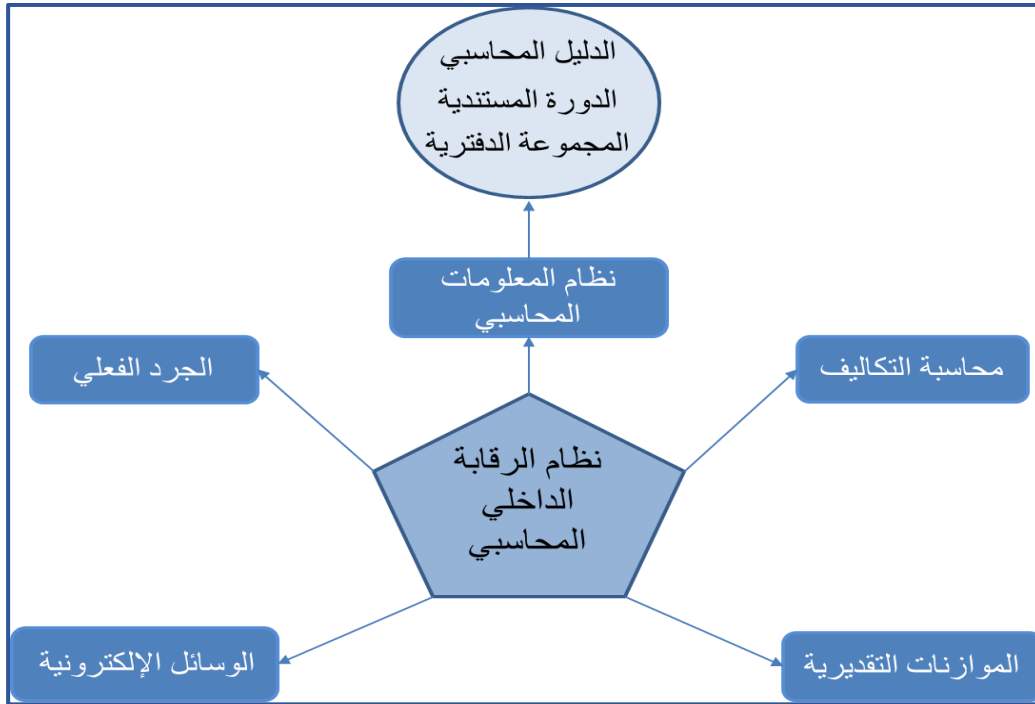 الدليل المحاسبي
الدورة المستندية
المجموعة الدفترية
نظام المعلومات
المحاسبي
محاسبة التكاليف
الجرد الفعلي
نظام الرقابة
الداخلي
المحاسبي
الموازنات التقديرية
الوسائل الإلكترونية